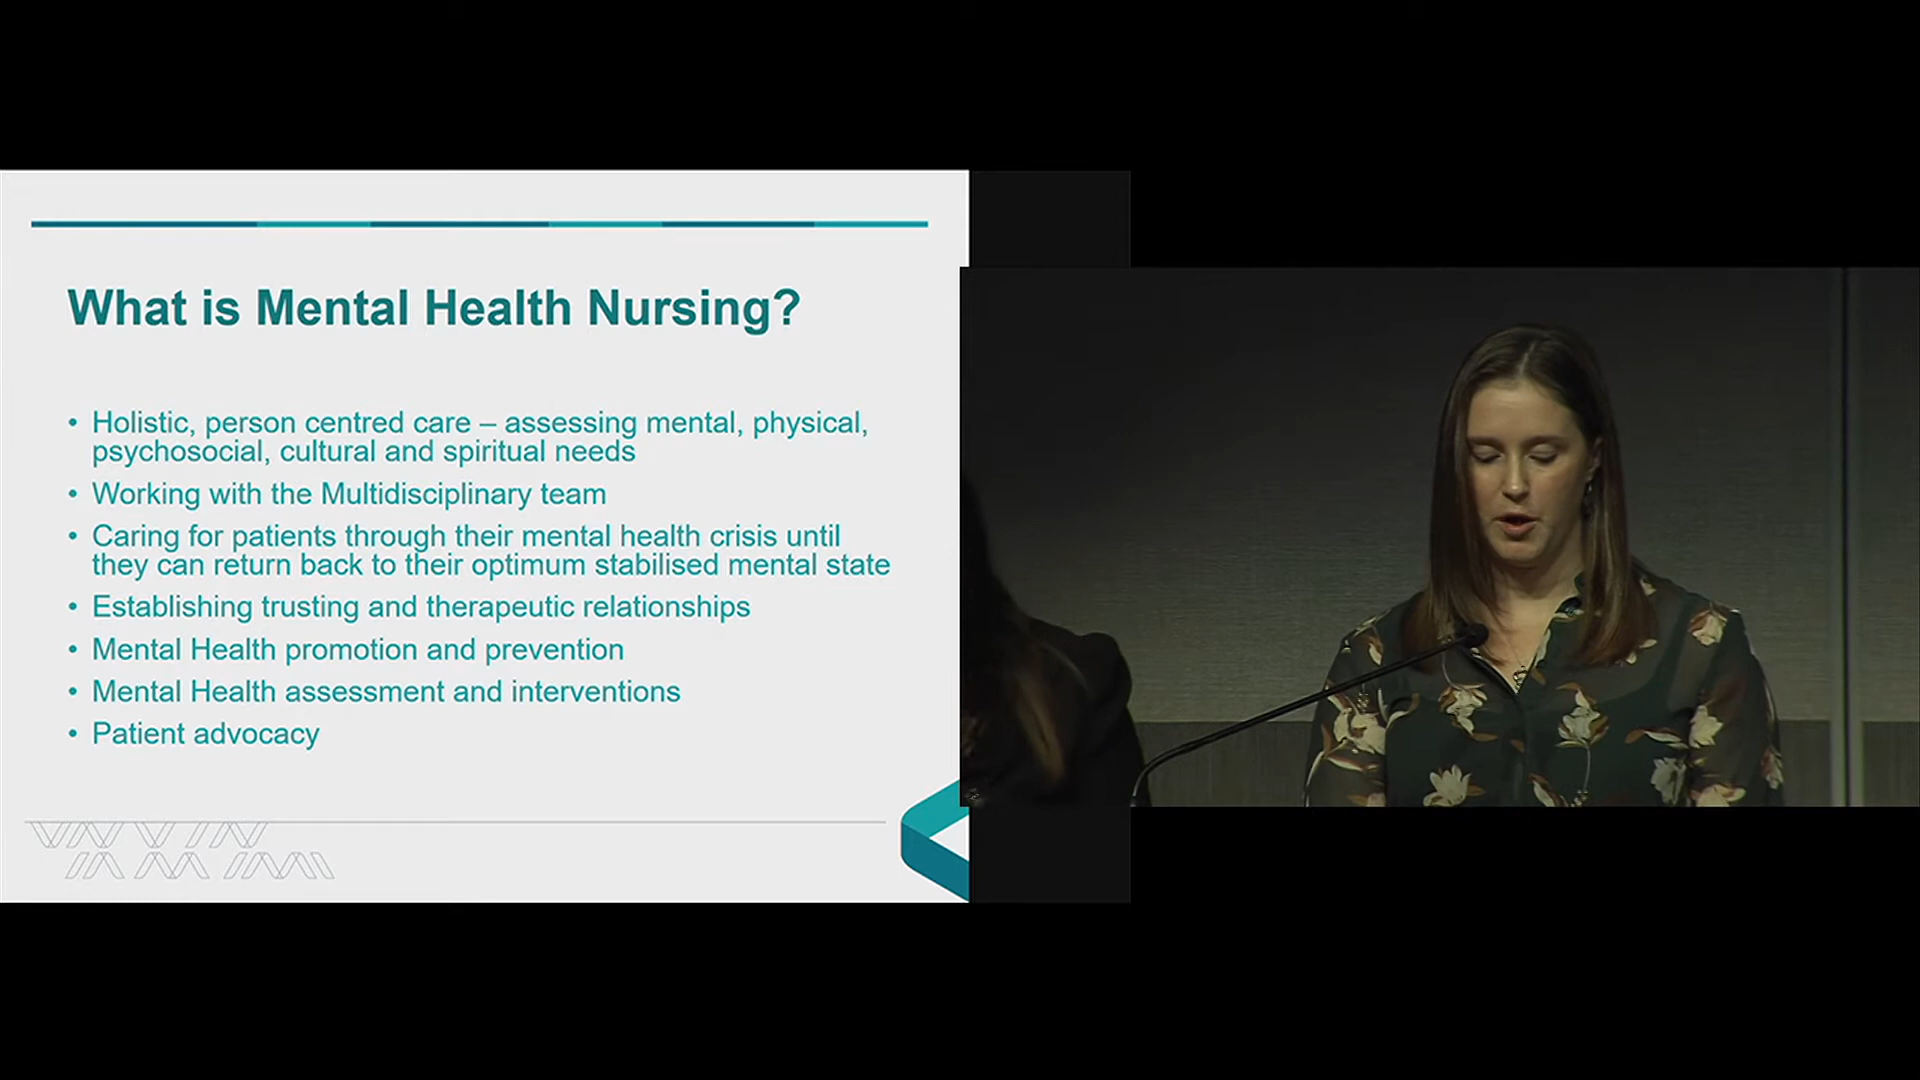 What is Mental Health Nursing?
• Holistic, person centred care – assessing mental, physical,
psychosocial, cultural and spiritual needs
• Working with the Multidisciplinary team
• Caring for patients through their mental health crisis until
they can return back to their optimum stabilised mental state
• Establishing trusting and therapeutic relationships
• Mental Health promotion and prevention
• Mental Health assessment and interventions
• Patient advocacy